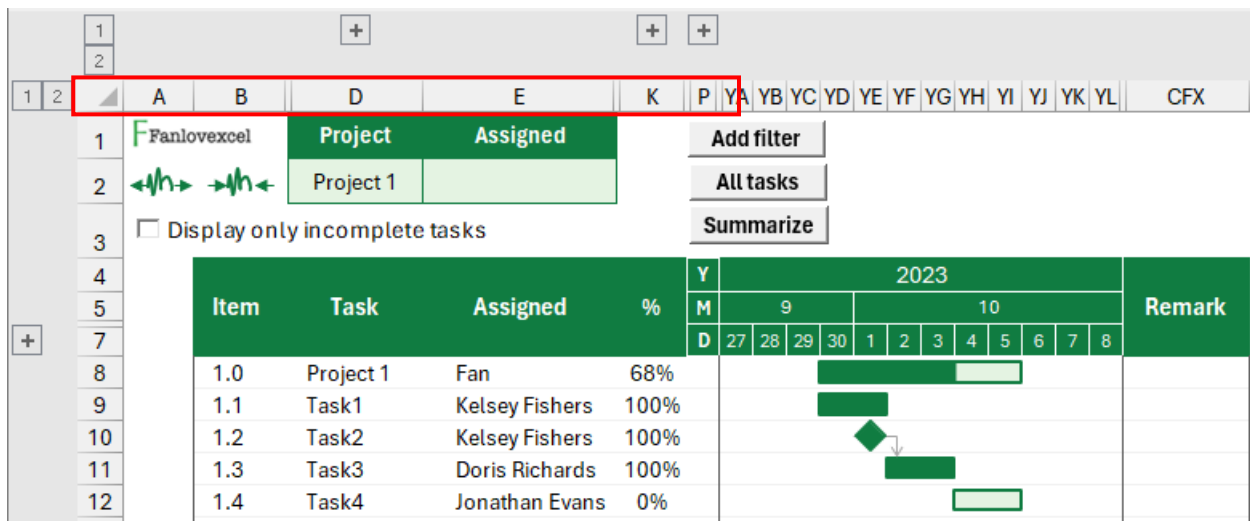 1
2
1 2 A B D E K P YA YB YC YD YE YF YG YH YI YJ YK YL CFX
1 Fanlovexcel Project Assigned Add filter
2 Project 1 All tasks
3 Display only incomplete tasks Summarize
4 Y 2023
5 Item Task Assigned % M 9 10 Remark
7 D 27 28 29 30 1 2 3 4 5 6 7 8
8 1.0 Project 1 Fan 68%
9 1.1 Task1 Kelsey Fishers 100%
10 1.2 Task2 Kelsey Fishers 100%
11 1.3 Task3 Doris Richards 100%
12 1.4 Task4 Jonathan Evans 0%